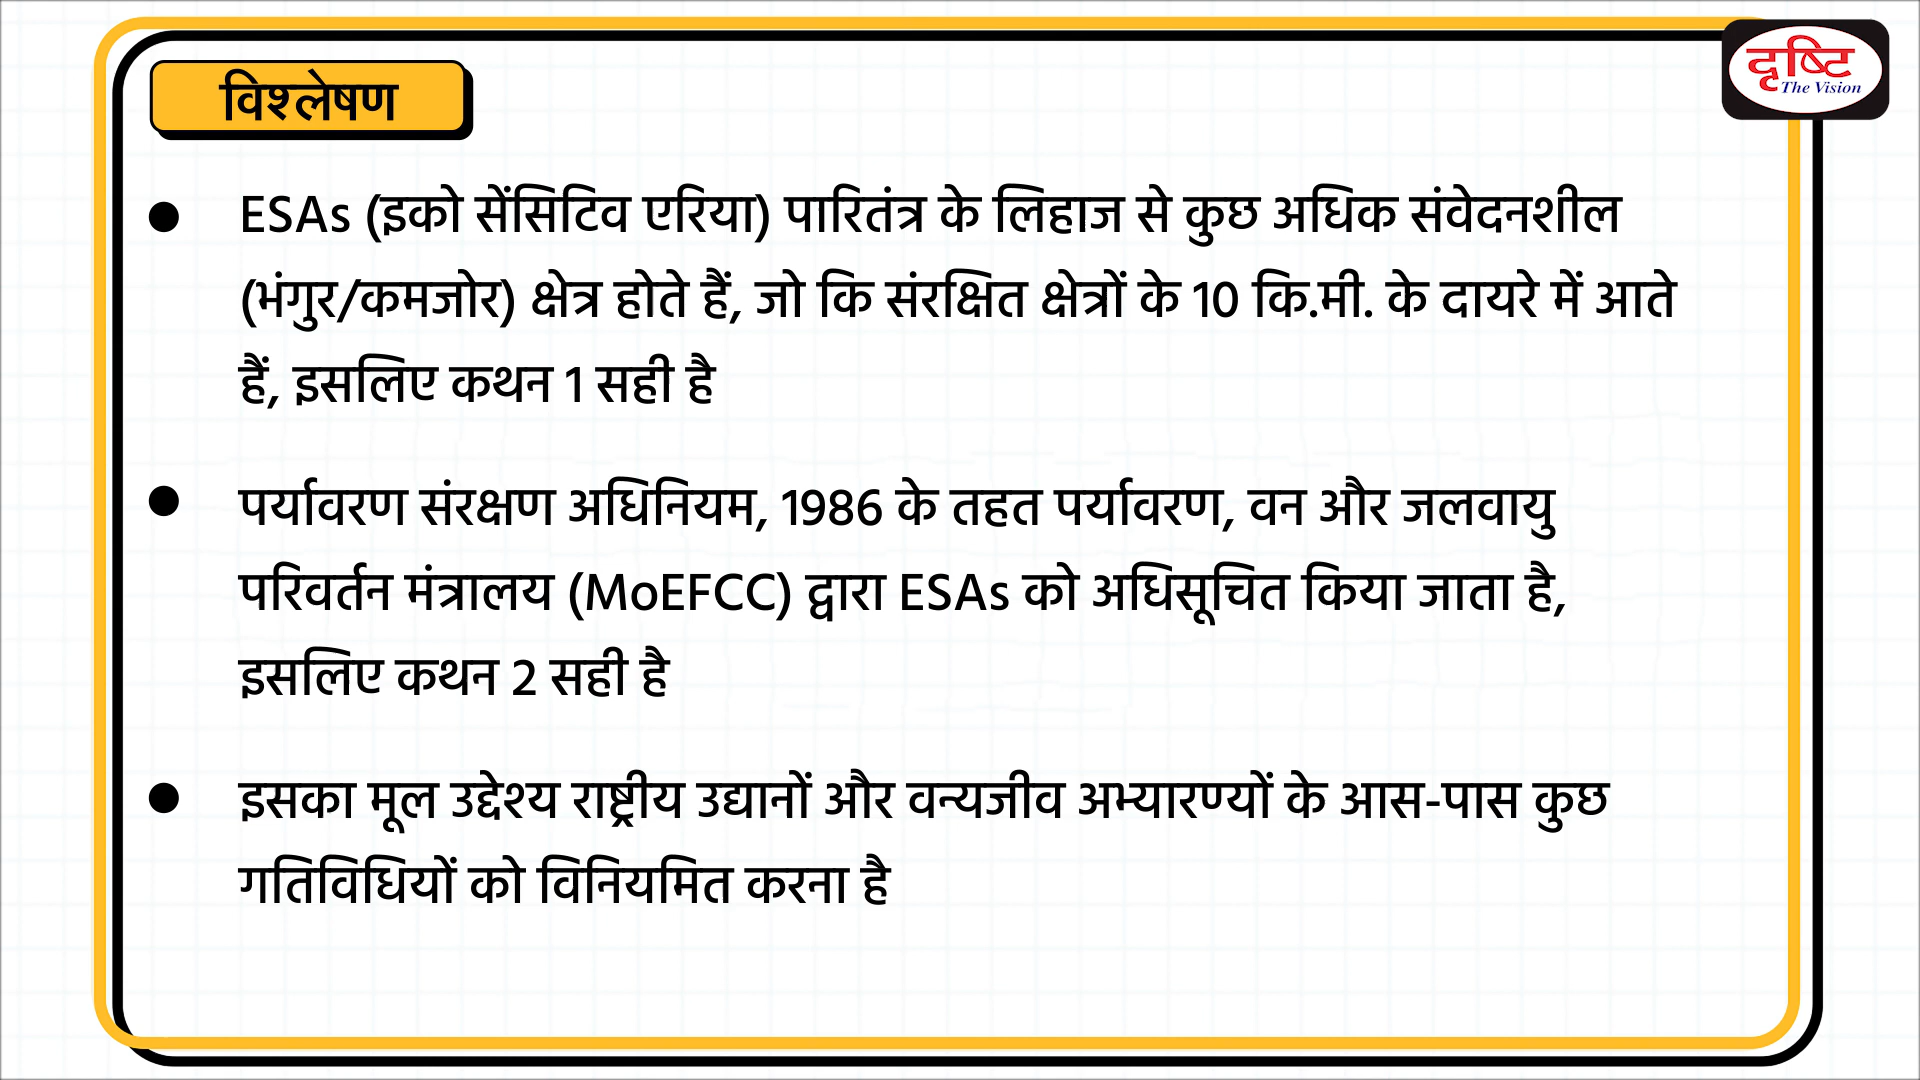 विश्लेषण
दृष्टि
The Vision
● ESAs (इको सेंसिटिव एरिया) पारितंत्र के लिहाज से कुछ अधिक संवेदनशील
(भंगुर/कमजोर) क्षेत्र होते हैं, जो कि संरक्षित क्षेत्रों के 10 कि.मी. के दायरे में आते
हैं, इसलिए कथन 1 सही है
● पर्यावरण संरक्षण अधिनियम, 1986 के तहत पर्यावरण, वन और जलवायु
परिवर्तन मंत्रालय (MoEFCC) द्वारा ESAs को अधिसूचित किया जाता है,
इसलिए कथन 2 सही है
● इसका मूल उद्देश्य राष्ट्रीय उद्यानों और वन्यजीव अभ्यारण्यों के आस-पास कुछ
गतिविधियों को विनियमित करना है